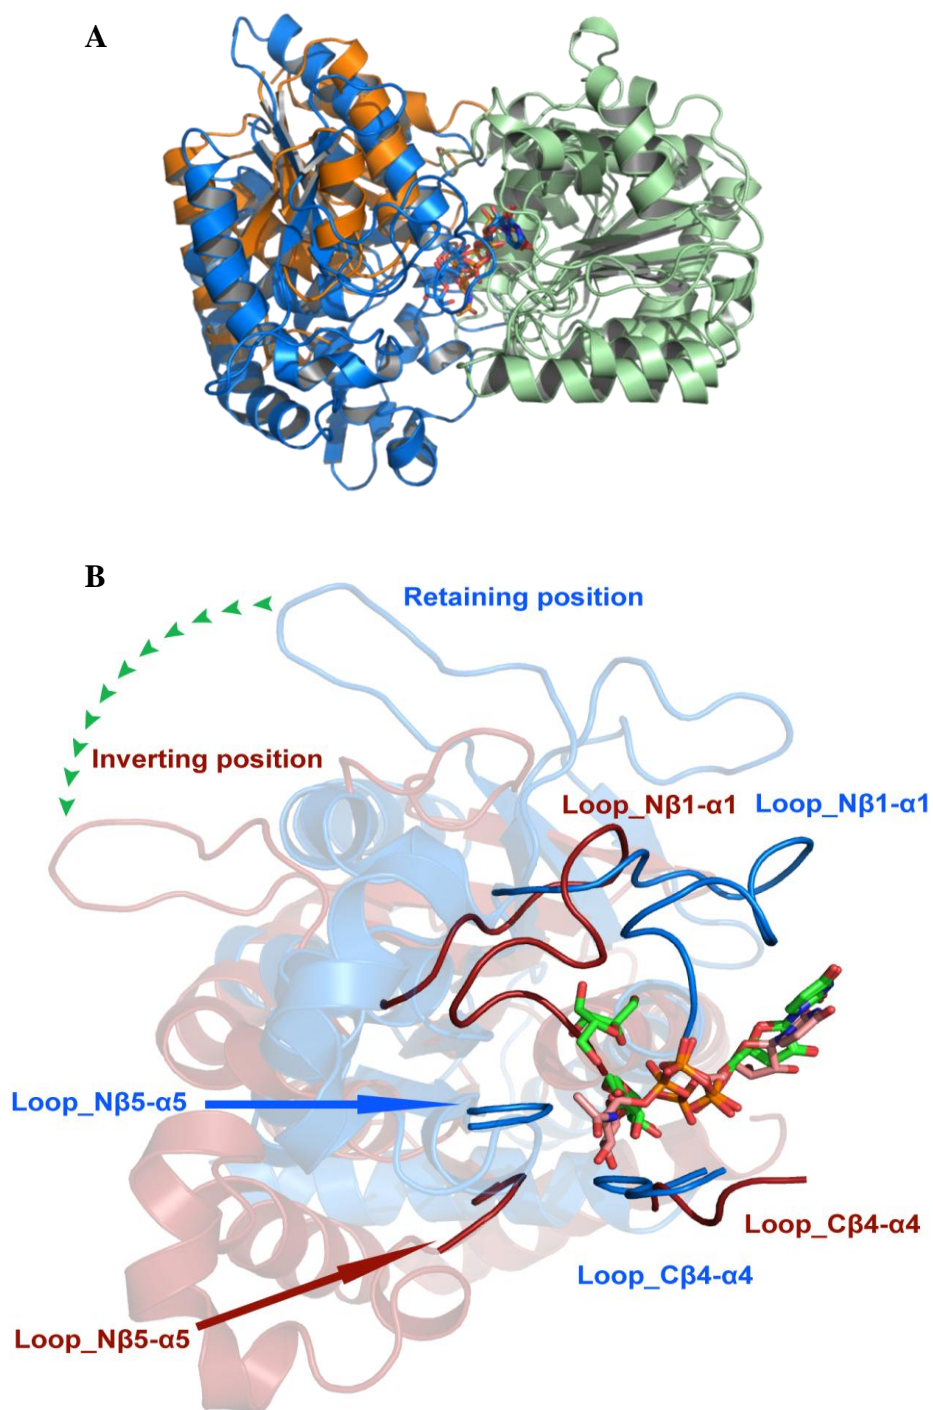 A
B
Retaining position
Inverting position
Loop_Nβ1-α1 Loop_Nβ1-α1
Loop_Nβ5-α5
Loop_Cβ4-α4
Loop_Cβ4-α4
Loop_Nβ5-α5